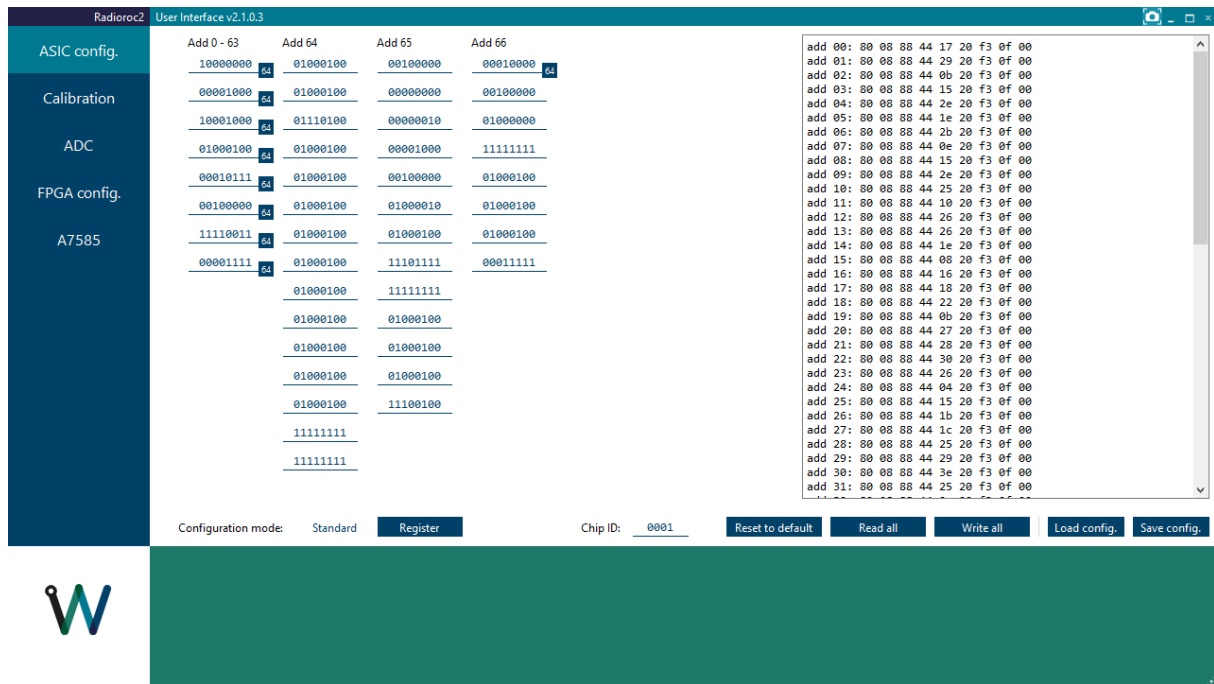 Radioroc2 User Interface v2.1.0.3
ASIC config.
Calibration
ADC
FPGA config.
A7585
Add 0 - 63 Add 64 Add 65 Add 66
10000000 64 01000100 00100000 00010000 64
00001000 64 01000100 00000000 00100000
10001000 64 01110100 00000010 01000000
01000100 64 01000100 00001000 11111111
00010111 64 01000100 00100000 01000100
00100000 64 01000100 01000010 01000100
11110011 64 01000100 01000100 01000100
00001111 64 01000100 11101111 00011111
01000100 11111111
01000100 01000100
01000100 01000100
01000100 01000100
01000100 11100100
11111111
11111111
add 00: 80 08 88 44 17 20 f3 0f 00
add 01: 80 08 88 44 29 20 f3 0f 00
add 02: 80 08 88 44 0b 20 f3 0f 00
add 03: 80 08 88 44 15 20 f3 0f 00
add 04: 80 08 88 44 2e 20 f3 0f 00
add 05: 80 08 88 44 1e 20 f3 0f 00
add 06: 80 08 88 44 2b 20 f3 0f 00
add 07: 80 08 88 44 0e 20 f3 0f 00
add 08: 80 08 88 44 15 20 f3 0f 00
add 09: 80 08 88 44 2e 20 f3 0f 00
add 10: 80 08 88 44 25 20 f3 0f 00
add 11: 80 08 88 44 10 20 f3 0f 00
add 12: 80 08 88 44 26 20 f3 0f 00
add 13: 80 08 88 44 26 20 f3 0f 00
add 14: 80 08 88 44 1e 20 f3 0f 00
add 15: 80 08 88 44 08 20 f3 0f 00
add 16: 80 08 88 44 16 20 f3 0f 00
add 17: 80 08 88 44 18 20 f3 0f 00
add 18: 80 08 88 44 22 20 f3 0f 00
add 19: 80 08 88 44 0b 20 f3 0f 00
add 20: 80 08 88 44 27 20 f3 0f 00
add 21: 80 08 88 44 28 20 f3 0f 00
add 22: 80 08 88 44 30 20 f3 0f 00
add 23: 80 08 88 44 26 20 f3 0f 00
add 24: 80 08 88 44 04 20 f3 0f 00
add 25: 80 08 88 44 15 20 f3 0f 00
add 26: 80 08 88 44 1b 20 f3 0f 00
add 27: 80 08 88 44 1c 20 f3 0f 00
add 28: 80 08 88 44 25 20 f3 0f 00
add 29: 80 08 88 44 29 20 f3 0f 00
add 30: 80 08 88 44 3e 20 f3 0f 00
add 31: 80 08 88 44 25 20 f3 0f 00
Configuration mode: Standard Register Chip ID: 0001 Reset to default Read all Write all Load config. Save config.